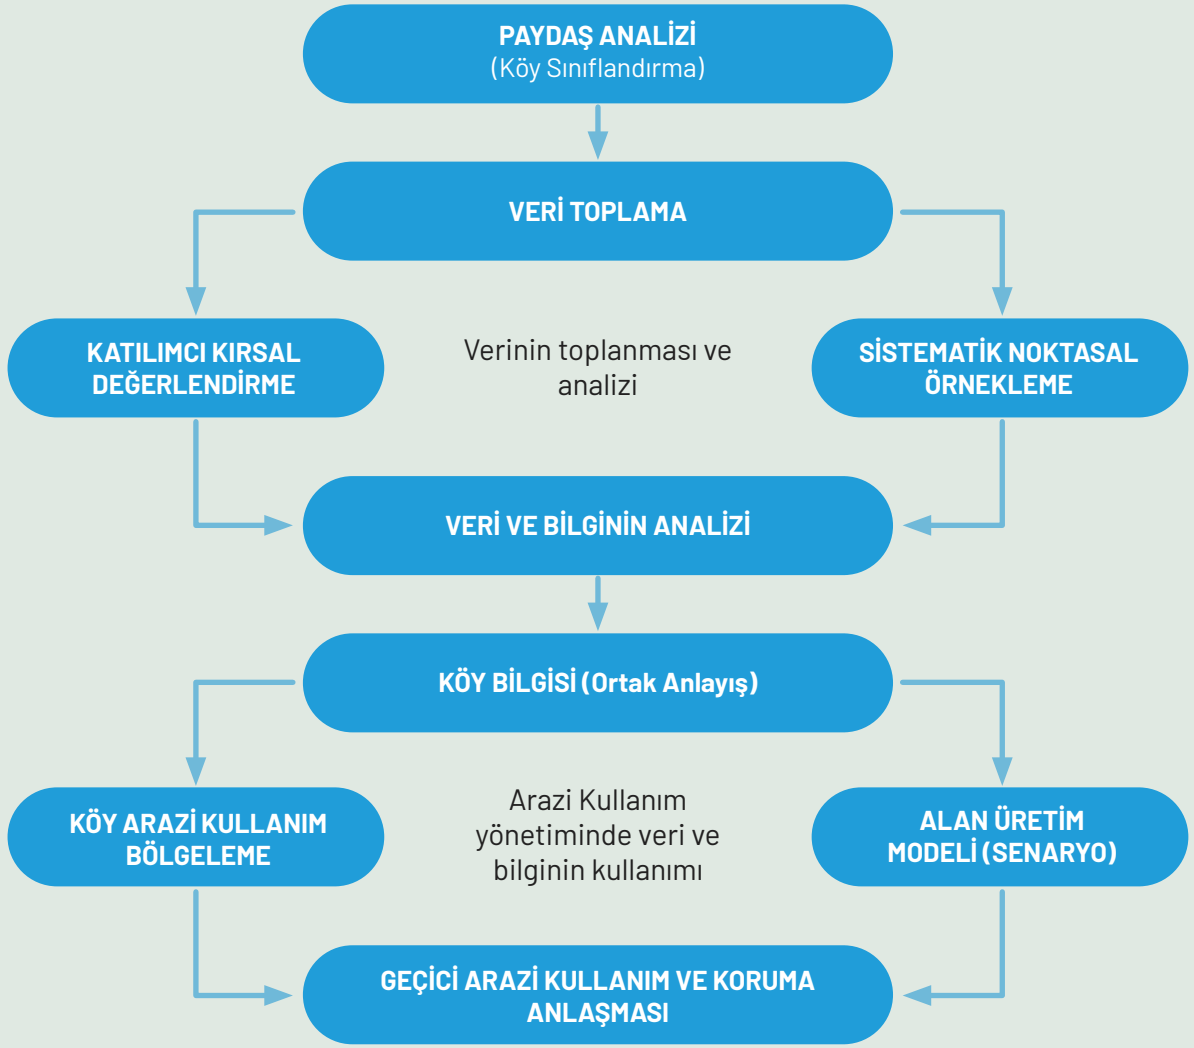 PAYDAŞ ANALİZİ
(Köy Sınıflandırma)
VERİ TOPLAMA
KATILIMCI KIRSAL
DEĞERLENDİRME
Verinin toplanması ve
analizi
SİSTEMATİK NOKTASAL
ÖRNEKLEME
VERİ VE BİLGİNİN ANALİZİ
KÖY BİLGİSİ (Ortak Anlayış)
KÖY ARAZİ KULLANIM
BÖLGELEME
Arazi Kullanım
yönetiminde veri ve
bilginin kullanımı
ALAN ÜRETİM
MODELİ (SENARYO)
GEÇİCİ ARAZİ KULLANIM VE KORUMA
ANLAŞMASI